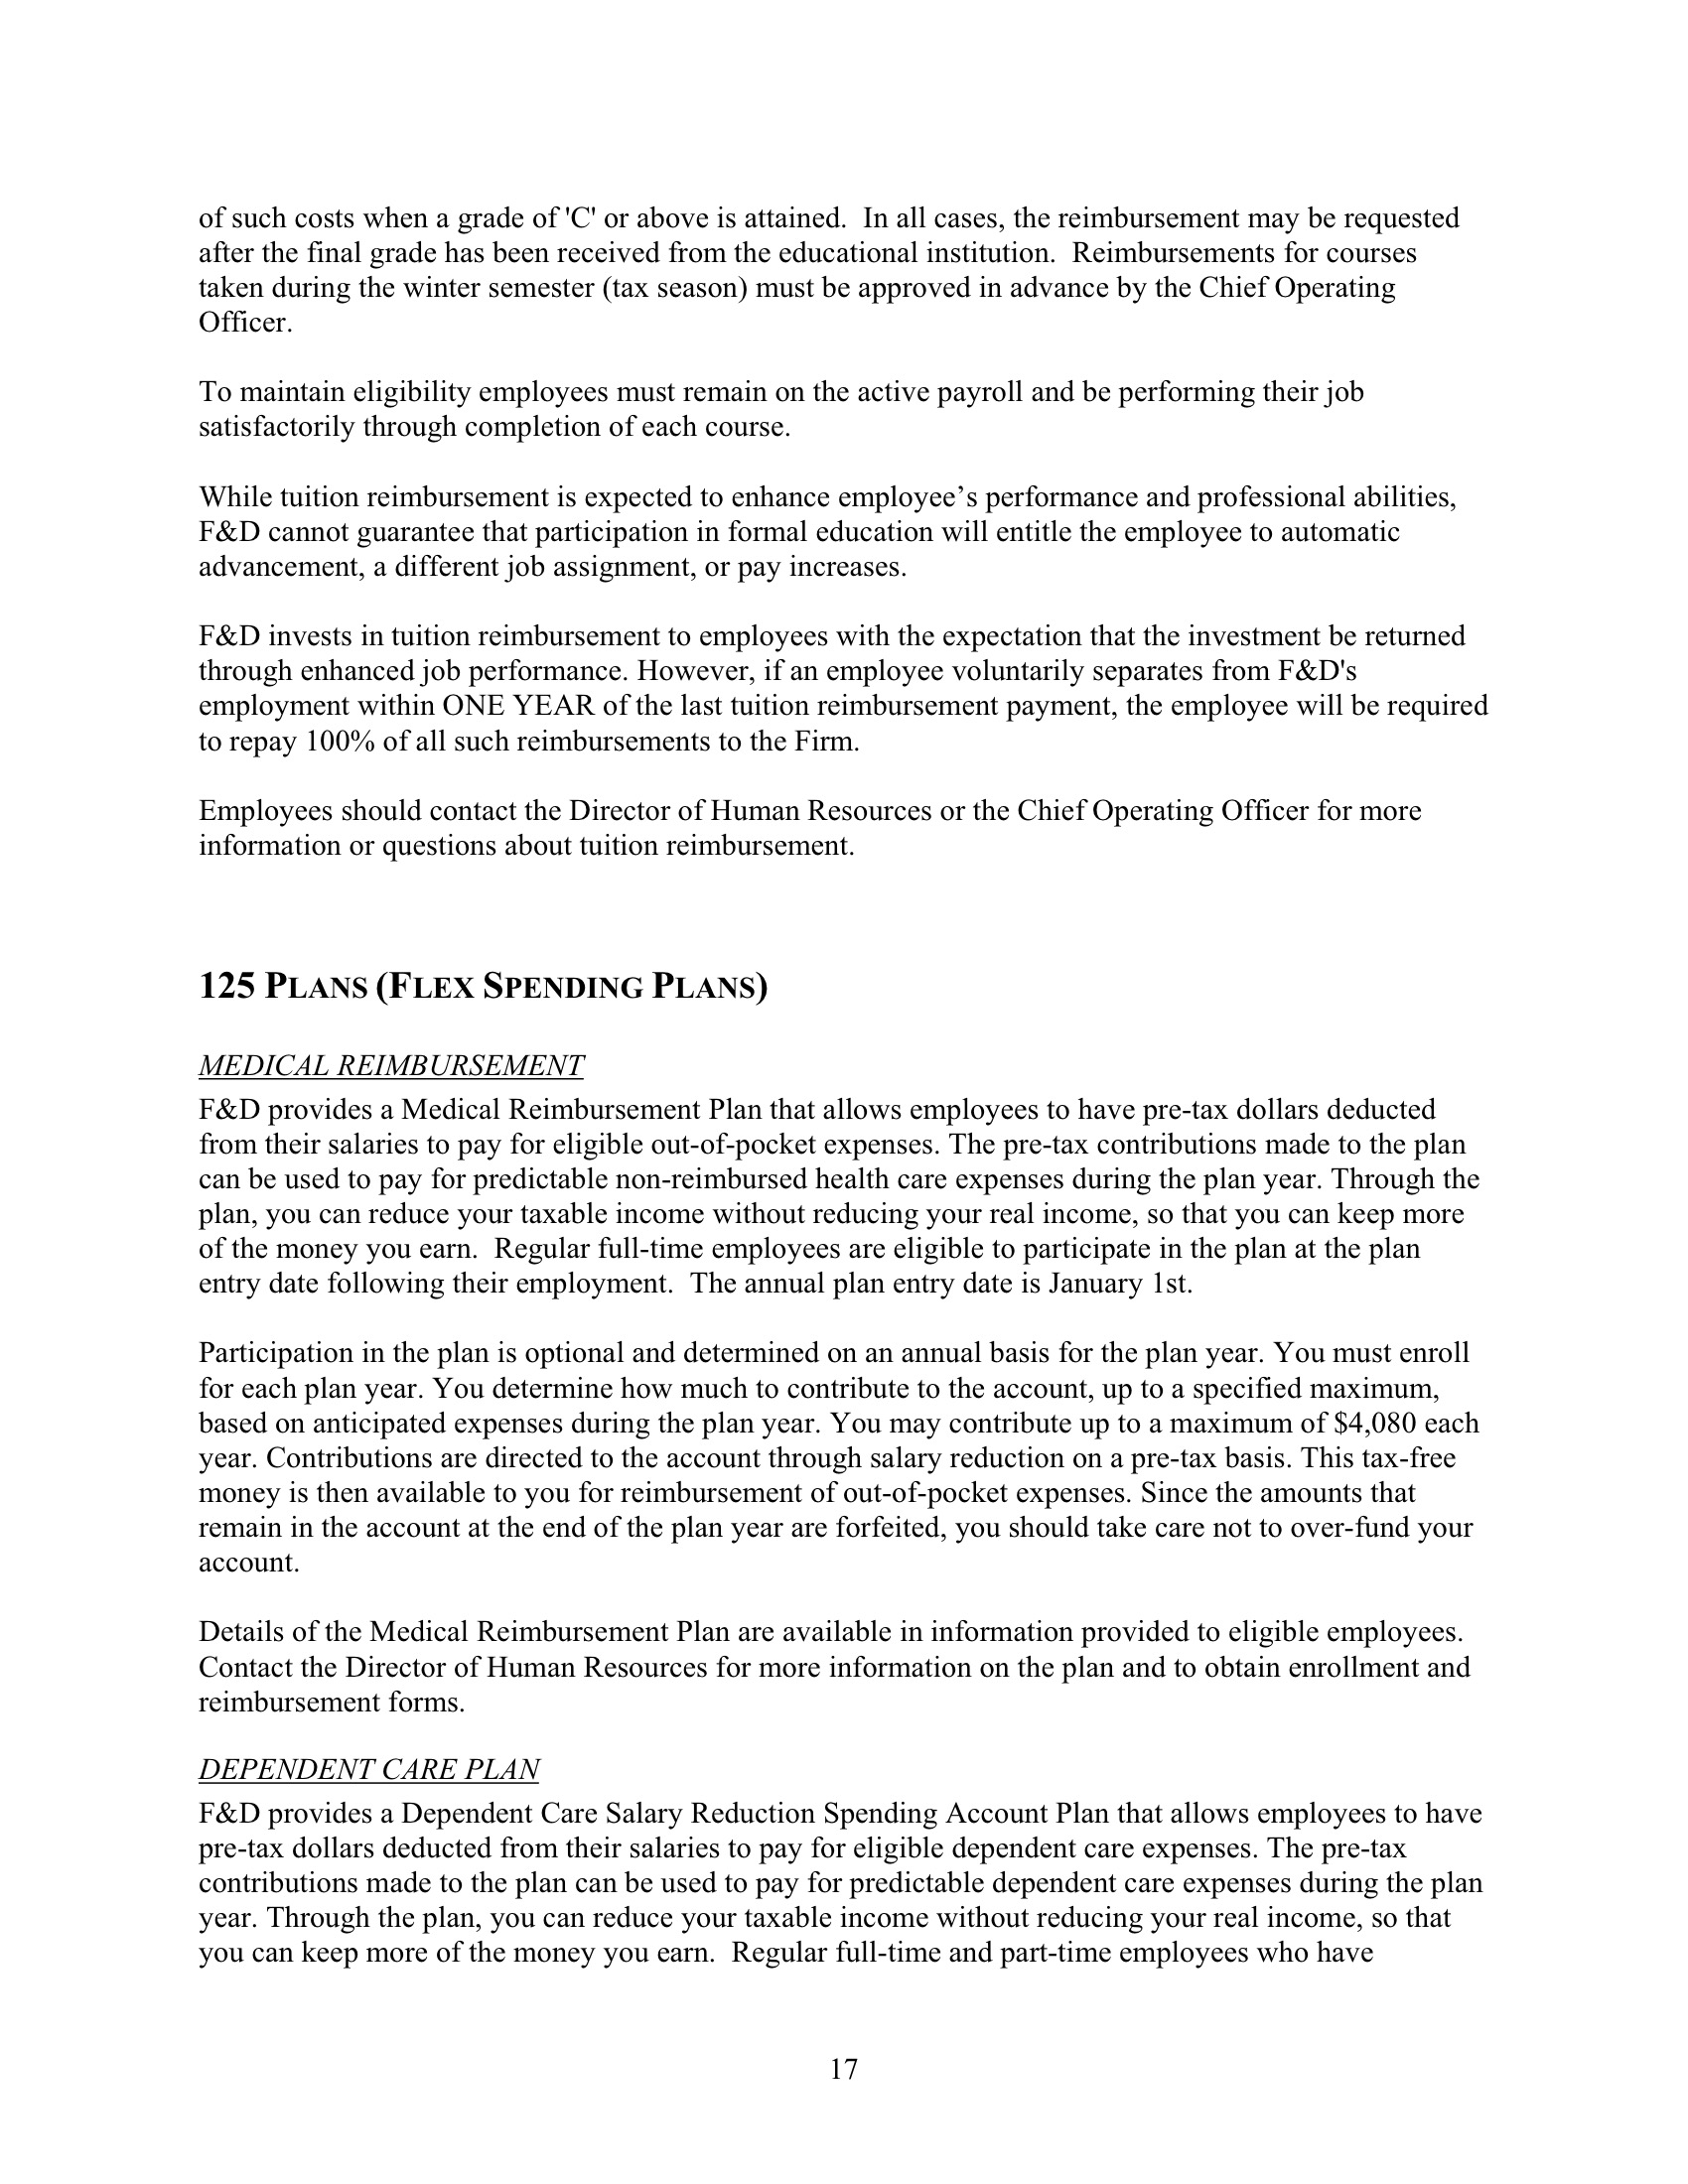 of such costs when a grade of 'C' or above is attained.  In all cases, the reimbursement may be requested
after the final grade has been received from the educational institution.  Reimbursements for courses
taken during the winter semester (tax season) must be approved in advance by the Chief Operating
Officer.
To maintain eligibility employees must remain on the active payroll and be performing their job
satisfactorily through completion of each course.
While tuition reimbursement is expected to enhance employee’s performance and professional abilities,
F&D cannot guarantee that participation in formal education will entitle the employee to automatic
advancement, a different job assignment, or pay increases.
F&D invests in tuition reimbursement to employees with the expectation that the investment be returned
through enhanced job performance. However, if an employee voluntarily separates from F&D's
employment within ONE YEAR of the last tuition reimbursement payment, the employee will be required
to repay 100% of all such reimbursements to the Firm.
Employees should contact the Director of Human Resources or the Chief Operating Officer for more
information or questions about tuition reimbursement.
125 PLANS (FLEX SPENDING PLANS)
MEDICAL REIMBURSEMENT
F&D provides a Medical Reimbursement Plan that allows employees to have pre-tax dollars deducted
from their salaries to pay for eligible out-of-pocket expenses. The pre-tax contributions made to the plan
can be used to pay for predictable non-reimbursed health care expenses during the plan year. Through the
plan, you can reduce your taxable income without reducing your real income, so that you can keep more
of the money you earn.  Regular full-time employees are eligible to participate in the plan at the plan
entry date following their employment.  The annual plan entry date is January 1st.
Participation in the plan is optional and determined on an annual basis for the plan year. You must enroll
for each plan year. You determine how much to contribute to the account, up to a specified maximum,
based on anticipated expenses during the plan year. You may contribute up to a maximum of $4,080 each
year. Contributions are directed to the account through salary reduction on a pre-tax basis. This tax-free
money is then available to you for reimbursement of out-of-pocket expenses. Since the amounts that
remain in the account at the end of the plan year are forfeited, you should take care not to over-fund your
account.
Details of the Medical Reimbursement Plan are available in information provided to eligible employees.
Contact the Director of Human Resources for more information on the plan and to obtain enrollment and
reimbursement forms.
DEPENDENT CARE PLAN
F&D provides a Dependent Care Salary Reduction Spending Account Plan that allows employees to have
pre-tax dollars deducted from their salaries to pay for eligible dependent care expenses. The pre-tax
contributions made to the plan can be used to pay for predictable dependent care expenses during the plan
year. Through the plan, you can reduce your taxable income without reducing your real income, so that
you can keep more of the money you earn.  Regular full-time and part-time employees who have
17